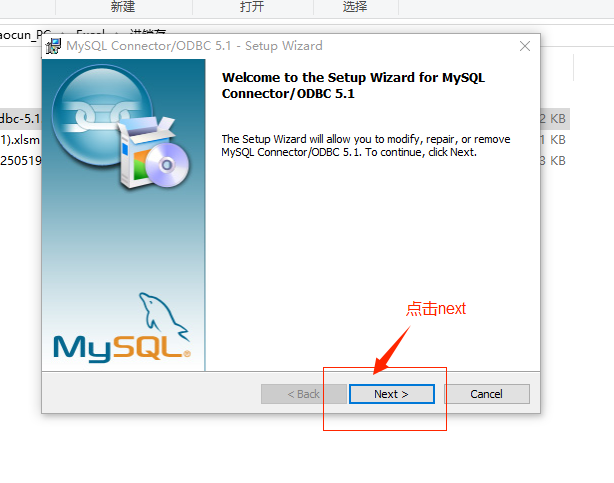 新建
打开
选择
Excel
进销存
MySQL Connector/ODBC 5.1 - Setup Wizard
dbc-5.1
2 KB
1).xlsm
1 KB
250519
3 KB
Welcome to the Setup Wizard for MySQL
Connector/ODBC 5.1
The Setup Wizard will allow you to modify, repair, or remove
MySQL Connector/ODBC 5.1. To continue, click Next.
点击next
MySQL®
< Back
Next >
Cancel